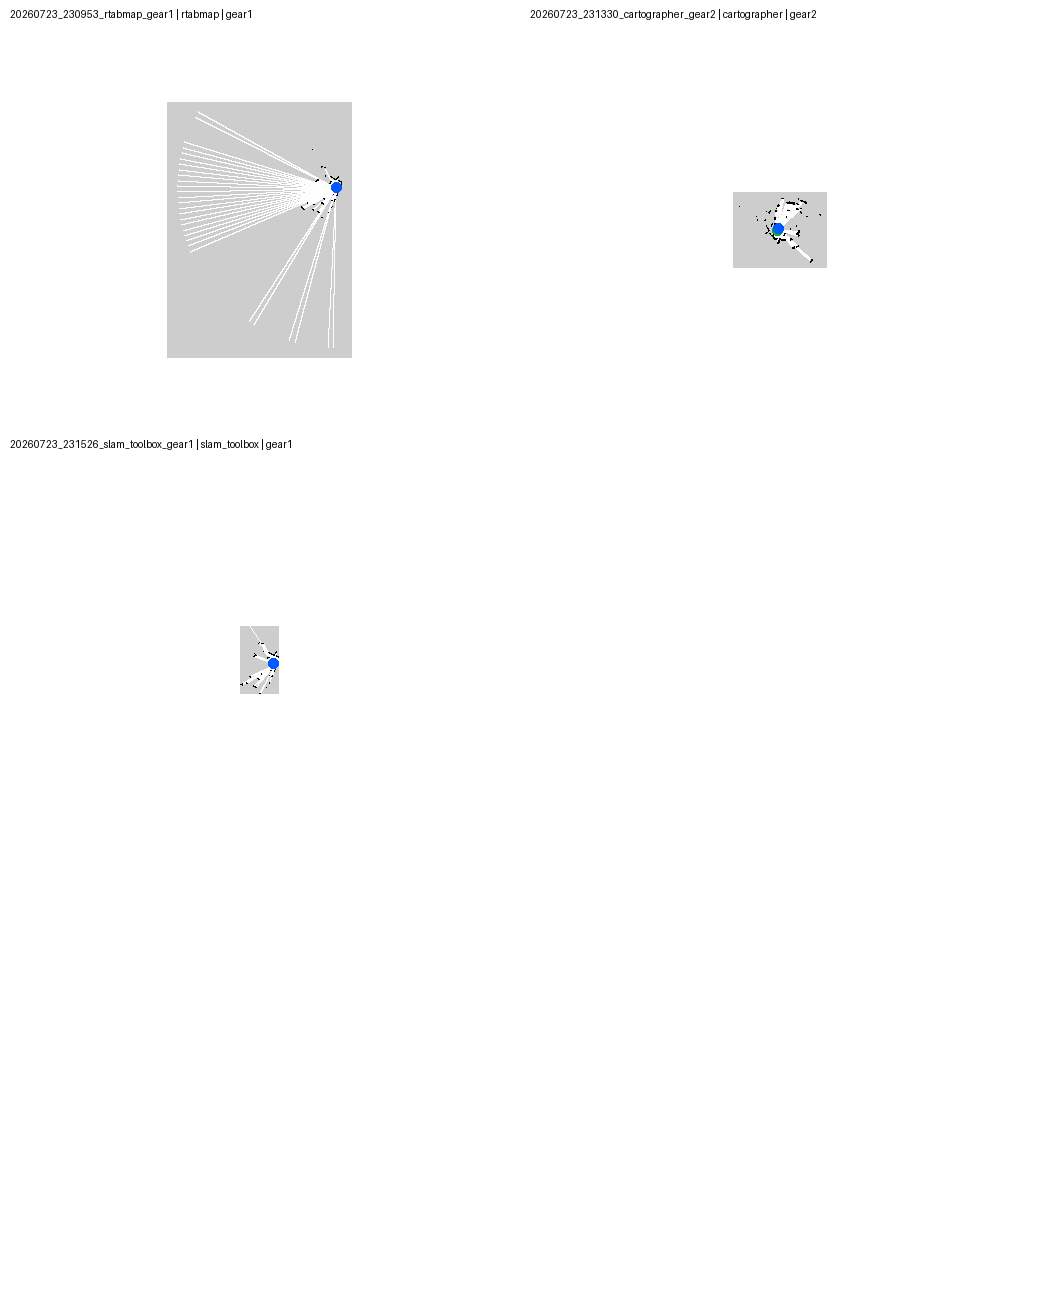 20260723_230953_rtabmap_gear1 | rtabmap | gear1
20260723_231330_cartographer_gear2 | cartographer | gear2
20260723_231526_slam_toolbox_gear1 | slam_toolbox | gear1